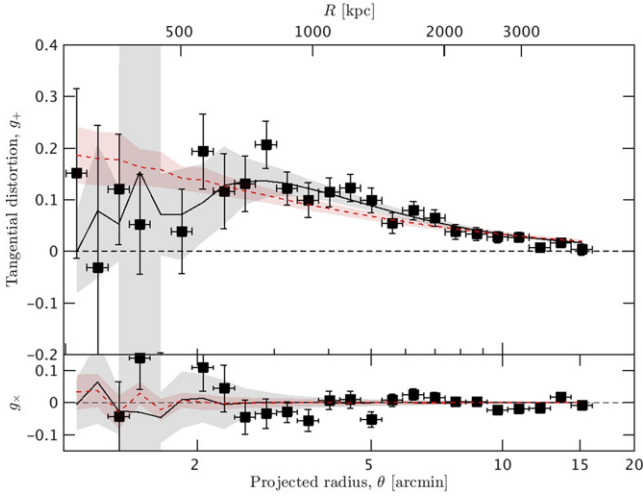 R [kpc]
500 1000 2000 3000
Tangential distortion, g+
0.4
0.3
0.2
0.1
0
-0.1
-0.2
g×
0.1
0
-0.1
2 5 10 15 20
Projected radius, θ [arcmin]